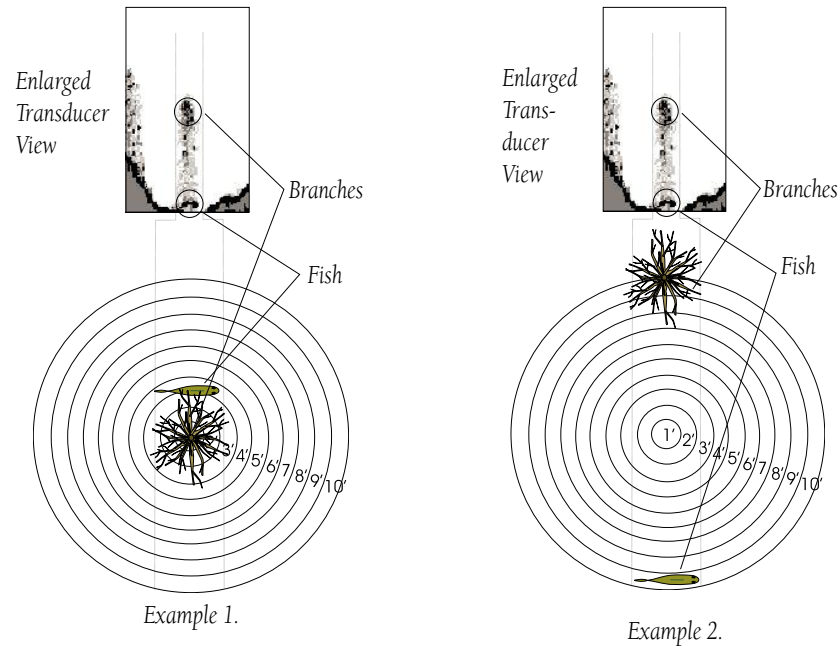 Enlarged
Transducer
View
Branches
Fish
3' 4' 5' 6' 7 8' 9' 10'
Example 1.
Enlarged
Trans-
ducer
View
Branches
Fish
1' 2' 3' 4' 5' 6' 7 8' 9' 10'
Example 2.